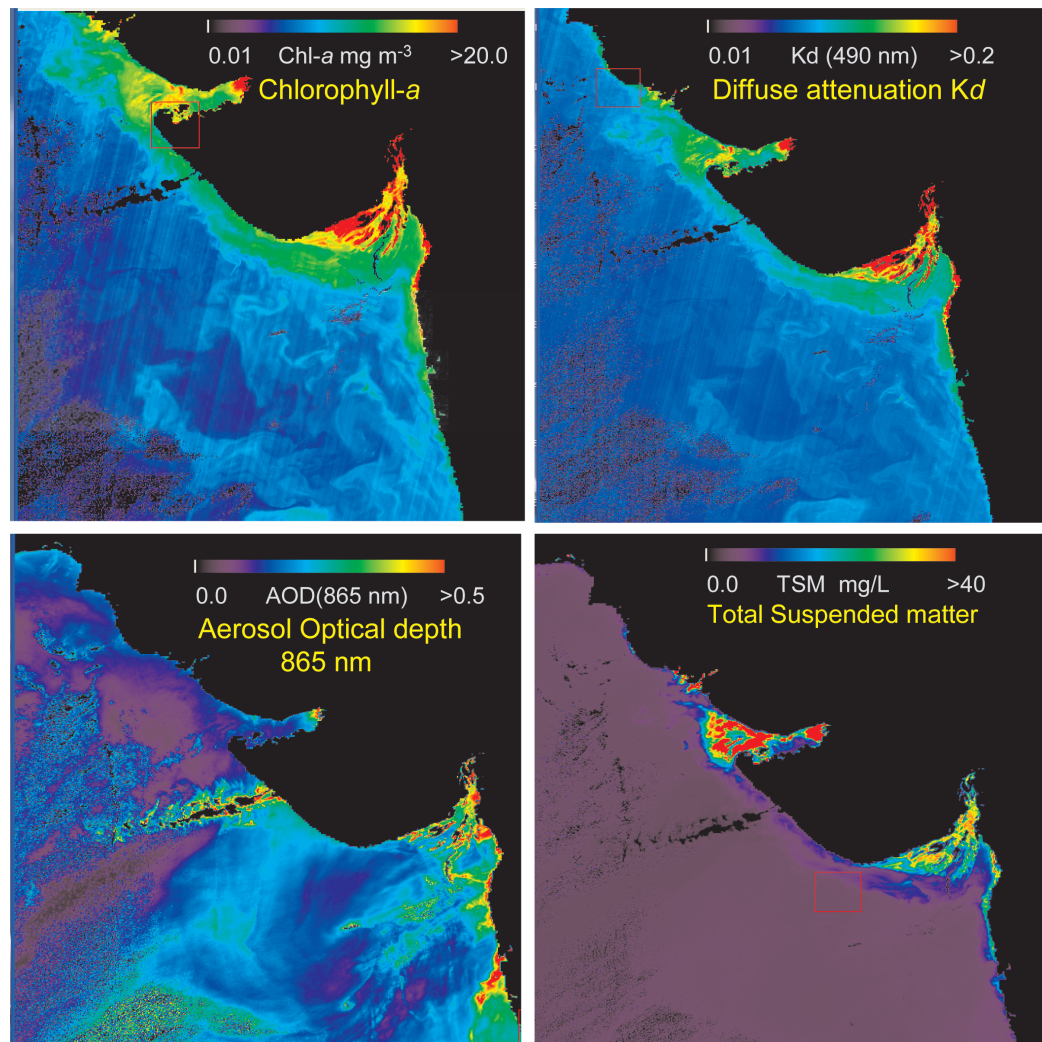 0.01 Chl-a mg m-3 >20.0
Chlorophyll-a
0.01 Kd (490 nm) >0.2
Diffuse attenuation Kd
0.0 AOD(865 nm) >0.5
Aerosol Optical depth
865 nm
0.0 TSM mg/L >40
Total Suspended matter